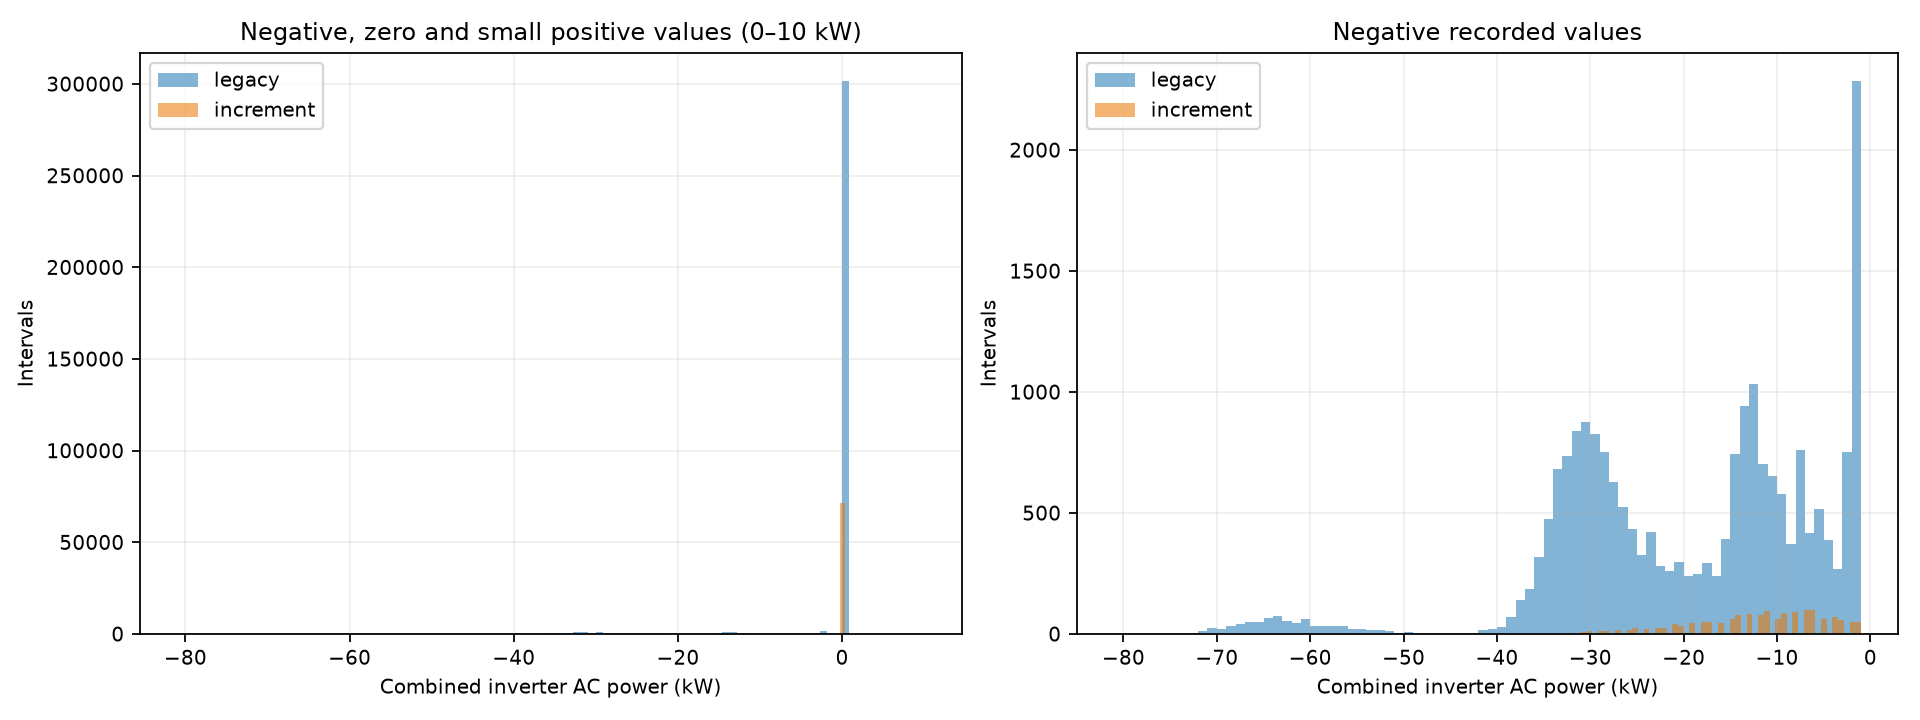 Negative, zero and small positive values (0–10 kW)
legacy
increment
300000
250000
200000
150000
100000
50000
0
−80
−60
−40
−20
0
Intervals
Combined inverter AC power (kW)
Negative recorded values
legacy
increment
2000
1500
1000
500
0
−80
−70
−60
−50
−40
−30
−20
−10
0
Intervals
Combined inverter AC power (kW)